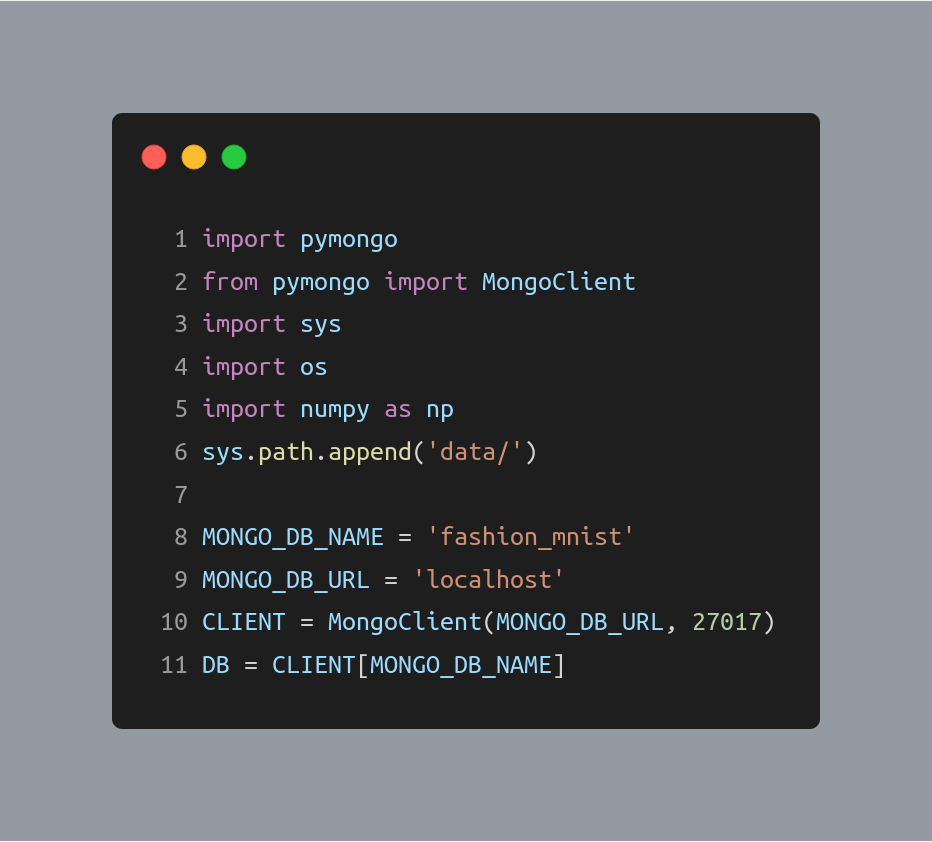 1 import pymongo
2 from pymongo import MongoClient
3 import sys
4 import os
5 import numpy as np
6 sys.path.append('data/')
7
8 MONGO_DB_NAME = 'fashion_mnist'
9 MONGO_DB_URL = 'localhost'
10 CLIENT = MongoClient(MONGO_DB_URL, 27017)
11 DB = CLIENT[MONGO_DB_NAME]